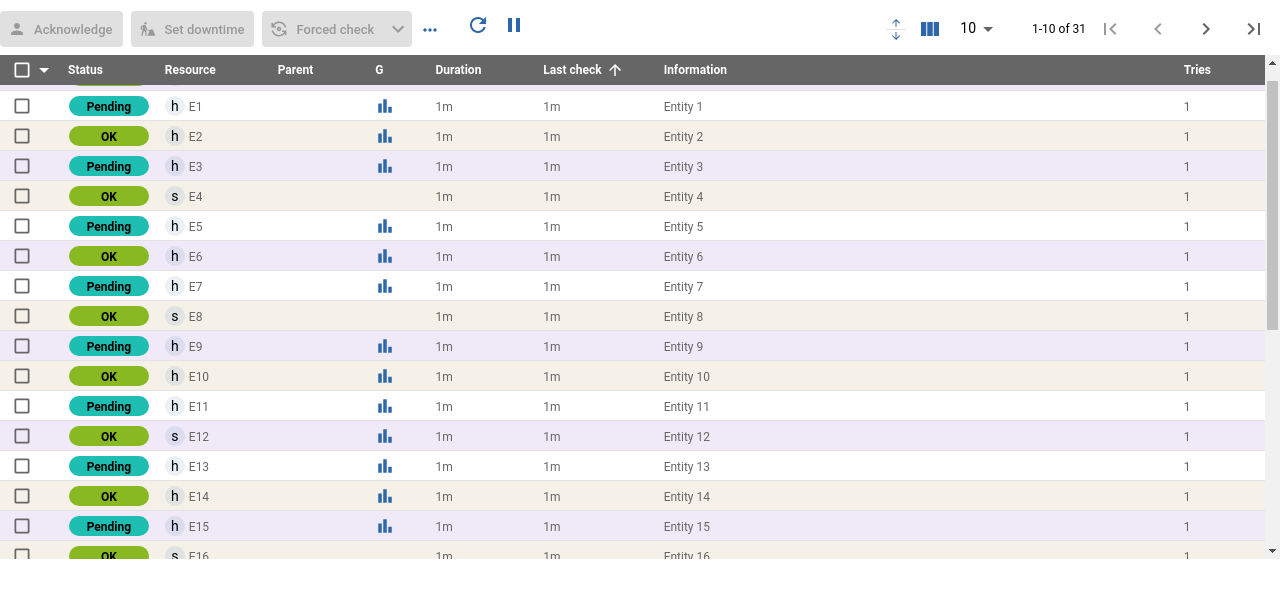 Acknowledge Set downtime Forced check ... 10 1-10 of 31
Status Resource Parent G Duration Last check Information Tries
Pending h E1 1m 1m Entity 1 1
OK h E2 1m 1m Entity 2 1
Pending h E3 1m 1m Entity 3 1
OK s E4 1m 1m Entity 4 1
Pending h E5 1m 1m Entity 5 1
OK h E6 1m 1m Entity 6 1
Pending h E7 1m 1m Entity 7 1
OK s E8 1m 1m Entity 8 1
Pending h E9 1m 1m Entity 9 1
OK h E10 1m 1m Entity 10 1
Pending h E11 1m 1m Entity 11 1
OK s E12 1m 1m Entity 12 1
Pending h E13 1m 1m Entity 13 1
OK h E14 1m 1m Entity 14 1
Pending h E15 1m 1m Entity 15 1
OK s E16 1m 1m Entity 16 1